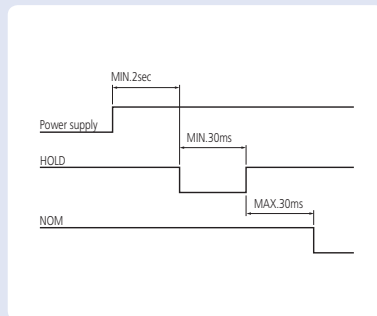 MIN.2sec
Power supply
MIN.30ms
HOLD
MAX.30ms
NOM